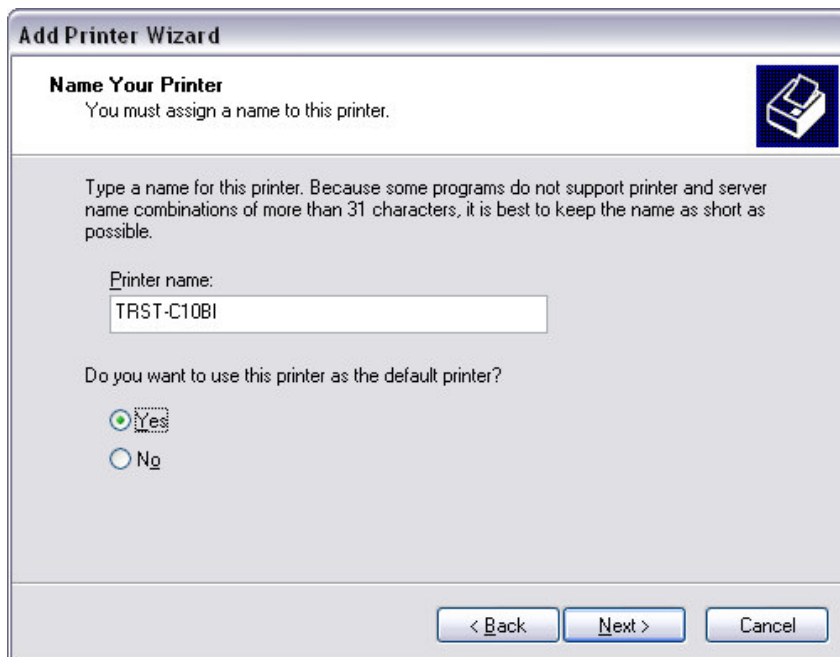 Add Printer Wizard
Name Your Printer
You must assign a name to this printer.
Type a name for this printer. Because some programs do not support printer and server
name combinations of more than 31 characters, it is best to keep the name as short as
possible.
Printer name:
TRST-C10BI
Do you want to use this printer as the default printer?
Yes
No
< Back Next > Cancel